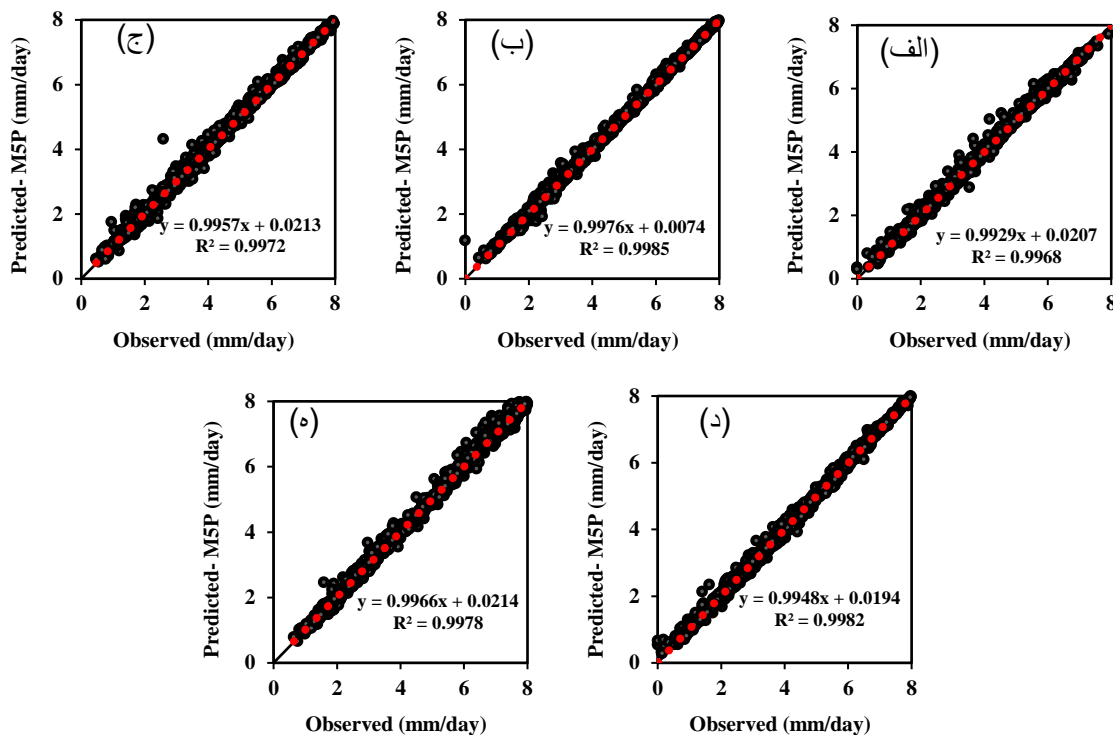 (ج)
Predicted- M5P (mm/day)
8
6
4
2
0
y = 0.9957x + 0.0213
R² = 0.9972
0 2 4 6 8
Observed (mm/day)
(ب)
Predicted- M5P (mm/day)
8
6
4
2
0
y = 0.9976x + 0.0074
R² = 0.9985
0 2 4 6 8
Observed (mm/day)
(الف)
Predicted- M5P (mm/day)
8
6
4
2
0
y = 0.9929x + 0.0207
R² = 0.9968
0 2 4 6 8
Observed (mm/day)
(ه)
Predicted- M5P (mm/day)
8
6
4
2
0
y = 0.9966x + 0.0214
R² = 0.9978
0 2 4 6 8
Observed (mm/day)
(د)
Predicted- M5P (mm/day)
8
6
4
2
0
y = 0.9948x + 0.0194
R² = 0.9982
0 2 4 6 8
Observed (mm/day)